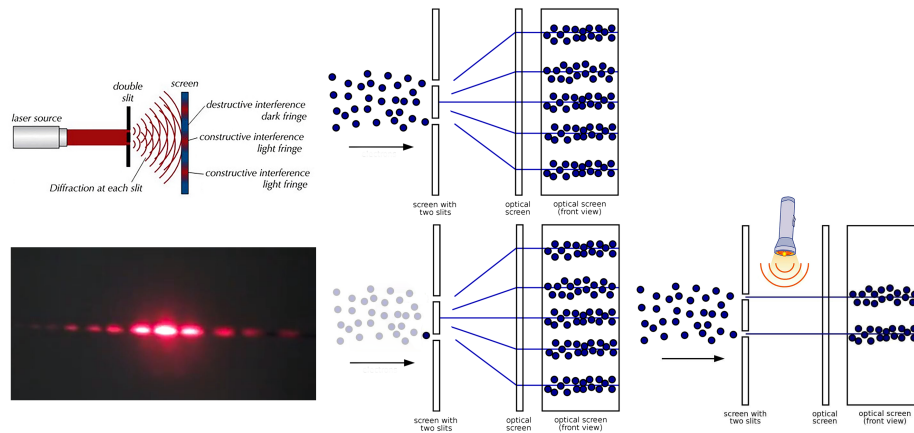 double
slit
screen
laser source
destructive interference
dark fringe
constructive interference
light fringe
constructive interference
light fringe
Diffraction at each slit
screen with
two slits
optical
screen
optical screen
(front view)
screen with
two slits
optical
screen
optical screen
(front view)
screen with
two slits
optical
screen
optical screen
(front view)